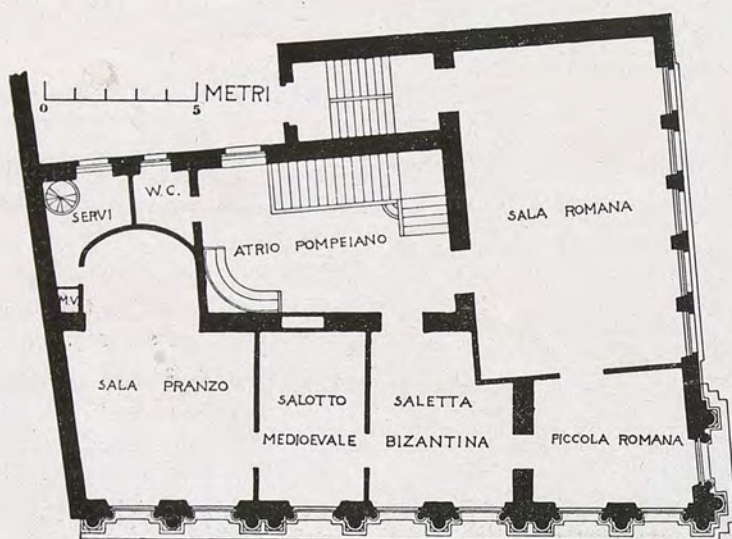 METRI
0 5
W.C.
SERVI
SALA ROMANA
ATRIO POMPEIANO
M.V.
SALA PRANZO
SALOTTO
MEDIOEVALE
SALETTA
BIZANTINA
PICCOLA ROMANA